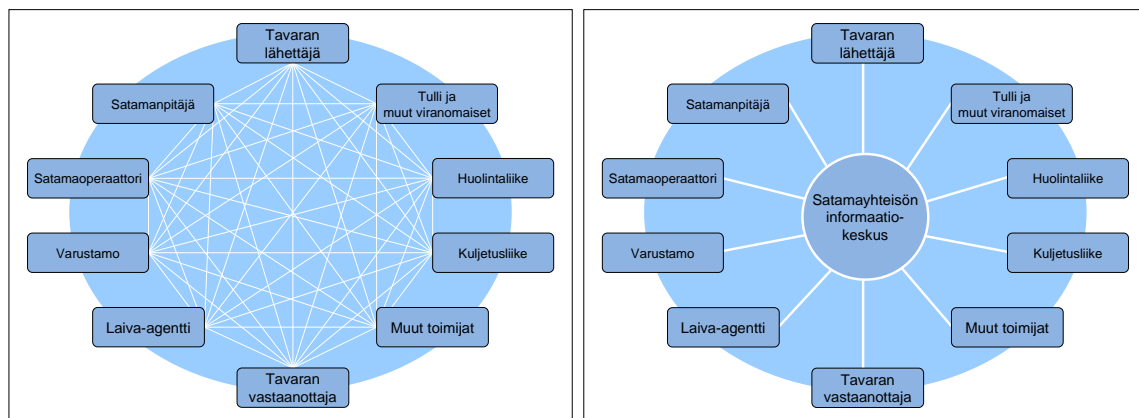 Tavaran
lähettäjä
Satamanpitäjä
Tulli ja
muut viranomaiset
Satamaoperaattori
Huolintaliike
Varustamo
Kuljetusliike
Laiva-agentti
Muut toimijat
Tavaran
vastaanottaja
Tavaran
lähettäjä
Satamanpitäjä
Tulli ja
muut viranomaiset
Satamaoperaattori
Huolintaliike
Satamayhteisön
informaatio-
keskus
Varustamo
Kuljetusliike
Laiva-agentti
Muut toimijat
Tavaran
vastaanottaja